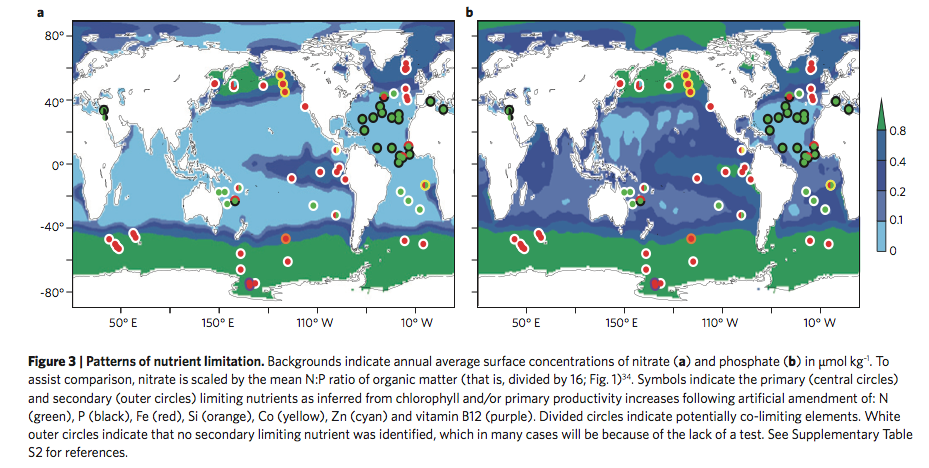 a
b
80°
40°
0°
-40°
-80°
50° E
150° E
110° W
10° W
50° E
150° E
110° W
10° W
0.8
0.4
0.2
0.1
0
Figure 3 | Patterns of nutrient limitation. Backgrounds indicate annual average surface concentrations of nitrate (a) and phosphate (b) in μmol kg⁻¹. To
assist comparison, nitrate is scaled by the mean N:P ratio of organic matter (that is, divided by 16; Fig. 1)³⁴. Symbols indicate the primary (central circles)
and secondary (outer circles) limiting nutrients as inferred from chlorophyll and/or primary productivity increases following artificial amendment of: N
(green), P (black), Fe (red), Si (orange), Co (yellow), Zn (cyan) and vitamin B12 (purple). Divided circles indicate potentially co-limiting elements. White
outer circles indicate that no secondary limiting nutrient was identified, which in many cases will be because of the lack of a test. See Supplementary Table
S2 for references.